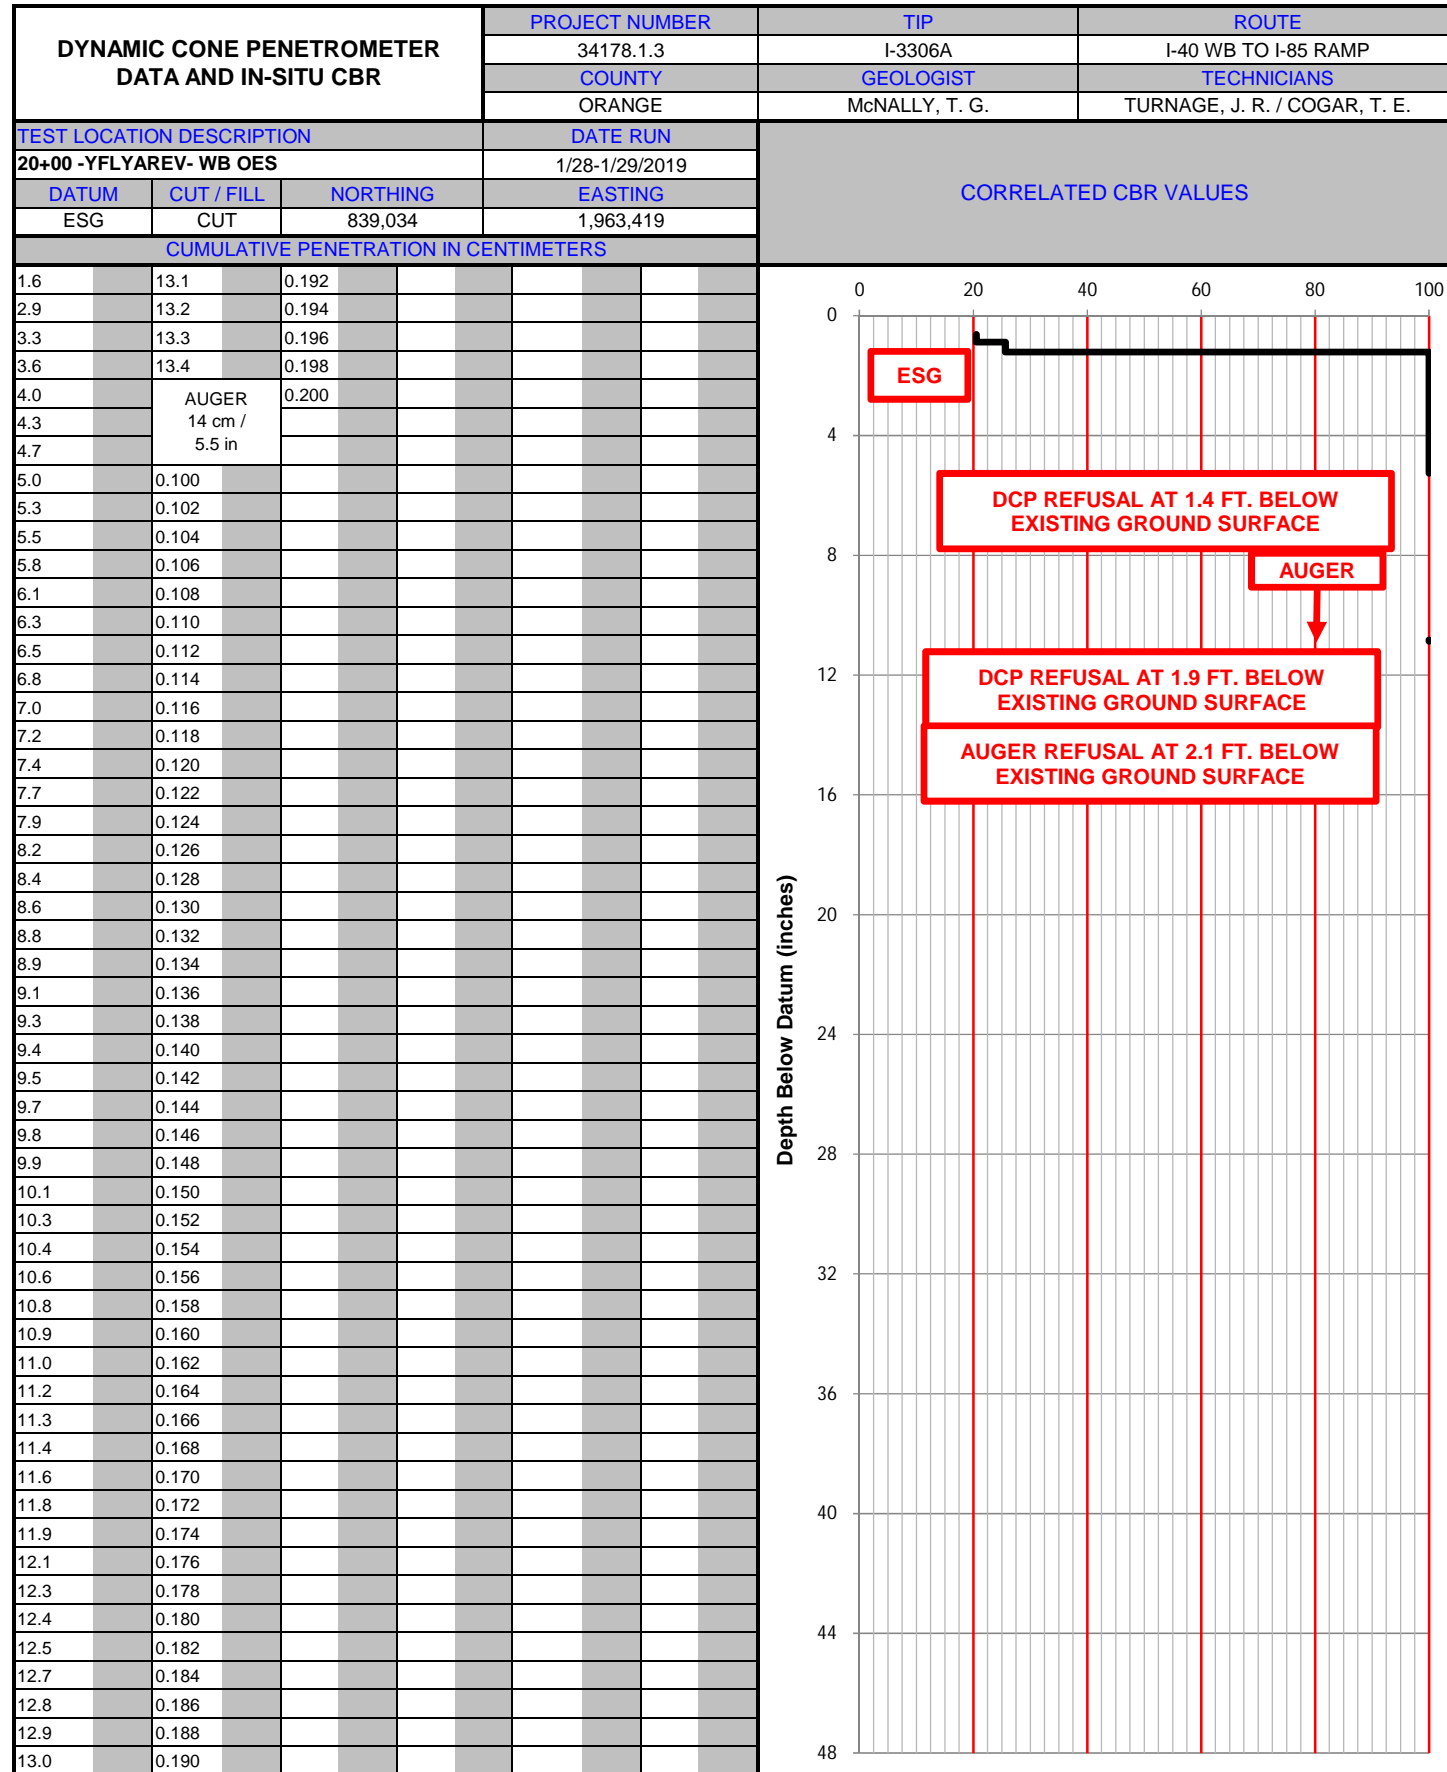 DYNAMIC CONE PENETROMETER
DATA AND IN-SITU CBR
PROJECT NUMBER TIP ROUTE
34178.1.3 I-3306A I-40 WB TO I-85 RAMP
COUNTY GEOLOGIST TECHNICIANS
ORANGE McNALLY, T. G. TURNAGE, J. R. / COGAR, T. E.
TEST LOCATION DESCRIPTION DATE RUN
20+00 -YFLYAREV- WB OES 1/28-1/29/2019
DATUM CUT / FILL NORTHING EASTING
ESG CUT 839,034 1,963,419
CUMULATIVE PENETRATION IN CENTIMETERS
CORRELATED CBR VALUES
1.6 13.1 0.192
2.9 13.2 0.194
3.3 13.3 0.196
3.6 13.4 0.198
4.0 AUGER 0.200
4.3 14 cm /
4.7 5.5 in
5.0 0.100
5.3 0.102
5.5 0.104
5.8 0.106
6.1 0.108
6.3 0.110
6.5 0.112
6.8 0.114
7.0 0.116
7.2 0.118
7.4 0.120
7.7 0.122
7.9 0.124
8.2 0.126
8.4 0.128
8.6 0.130
8.8 0.132
8.9 0.134
9.1 0.136
9.3 0.138
9.4 0.140
9.5 0.142
9.7 0.144
9.8 0.146
9.9 0.148
10.1 0.150
10.3 0.152
10.4 0.154
10.6 0.156
10.8 0.158
10.9 0.160
11.0 0.162
11.2 0.164
11.3 0.166
11.4 0.168
11.6 0.170
11.8 0.172
11.9 0.174
12.1 0.176
12.3 0.178
12.4 0.180
12.5 0.182
12.7 0.184
12.8 0.186
12.9 0.188
13.0 0.190
0 20 40 60 80 100
0
ESG
4
DCP REFUSAL AT 1.4 FT. BELOW
EXISTING GROUND SURFACE
8
AUGER
12
DCP REFUSAL AT 1.9 FT. BELOW
EXISTING GROUND SURFACE
AUGER REFUSAL AT 2.1 FT. BELOW
EXISTING GROUND SURFACE
16
20
24
28
32
36
40
44
48
Depth Below Datum (inches)